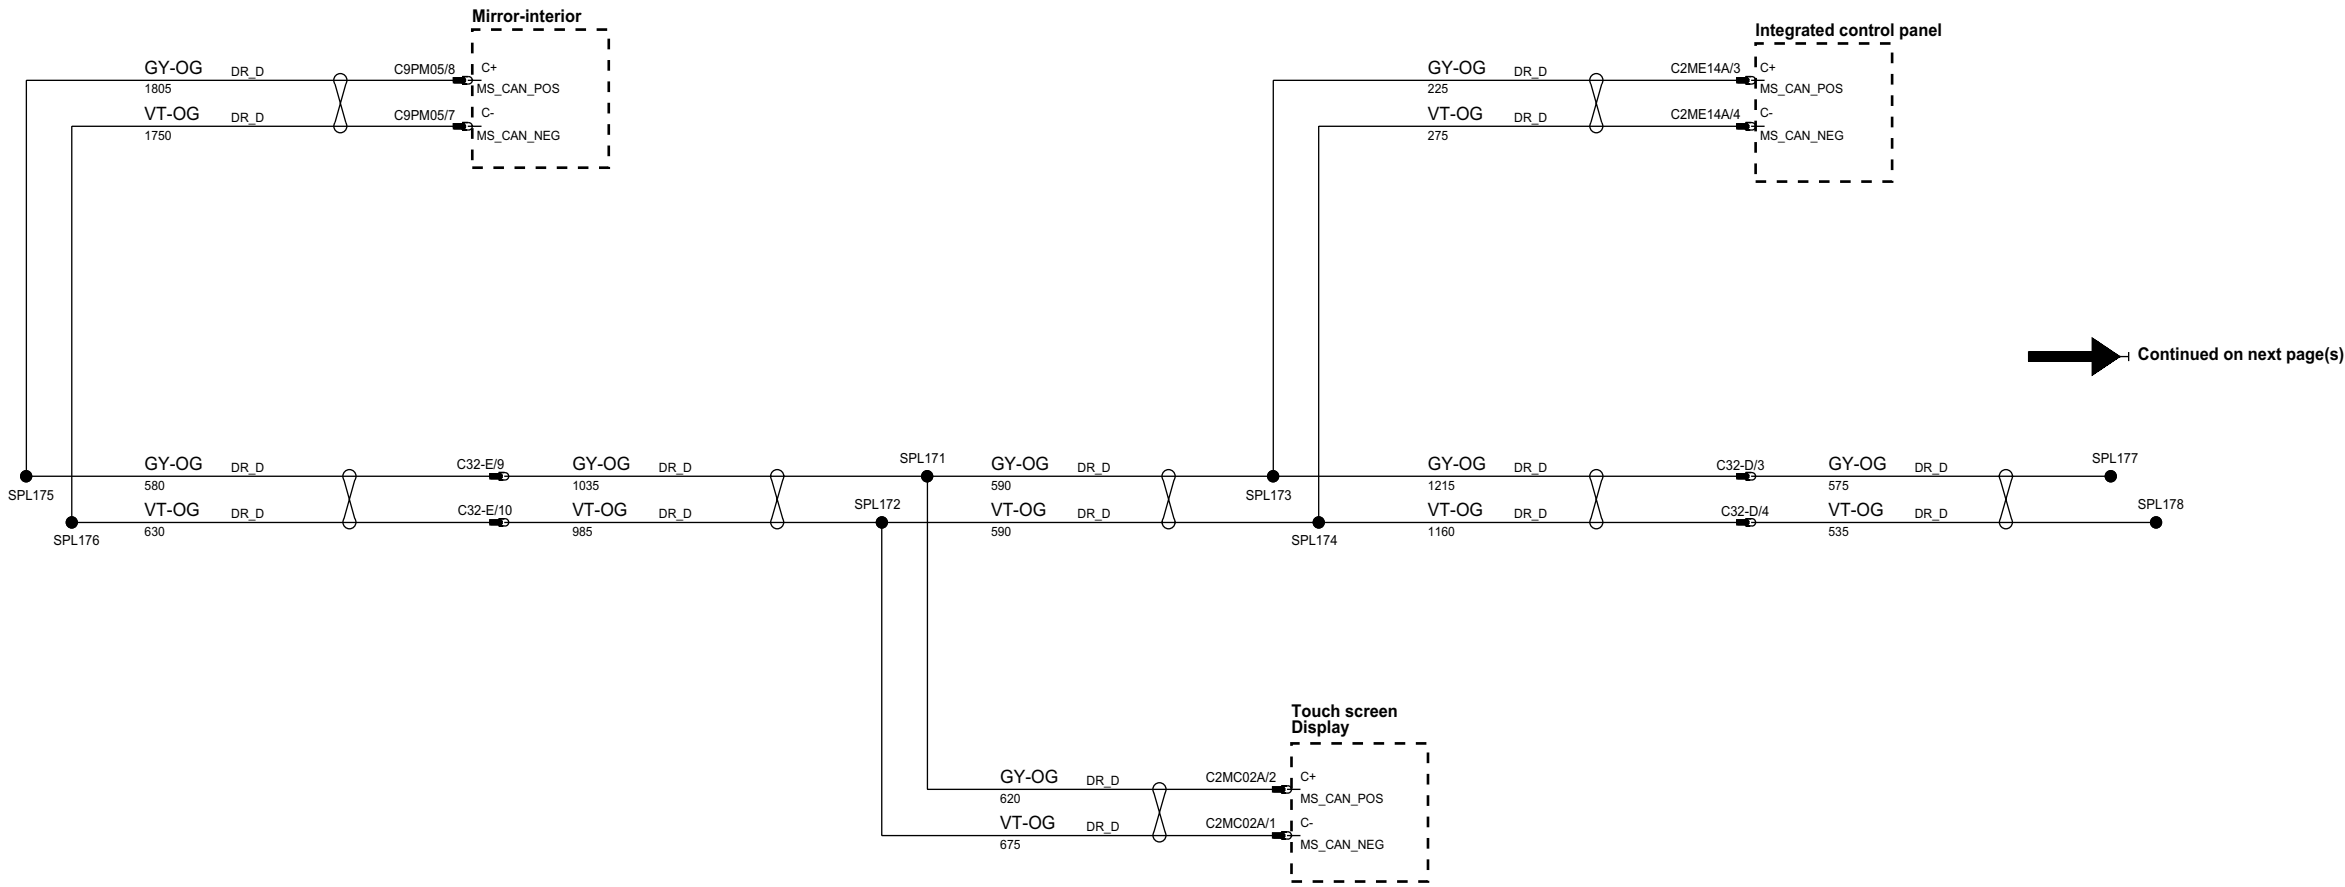 Mirror-interior
GY-OG DR_D C9PM05/8 C+
1805 MS_CAN_POS
VT-OG DR_D C9PM05/7 C-
1750 MS_CAN_NEG
Integrated control panel
GY-OG DR_D C2ME14A/3 C+
225 MS_CAN_POS
VT-OG DR_D C2ME14A/4 C-
275 MS_CAN_NEG
Continued on next page(s)
GY-OG DR_D C32-E/9 GY-OG DR_D SPL171 GY-OG DR_D GY-OG DR_D C32-D/3 GY-OG DR_D SPL177
SPL175 580 1035 590 SPL173 1215 575
VT-OG DR_D C32-E/10 VT-OG DR_D SPL172 VT-OG DR_D VT-OG DR_D C32-D/4 VT-OG DR_D SPL178
SPL176 630 985 590 SPL174 1160 535
Touch screen
Display
GY-OG DR_D C2MC02A/2 C+
620 MS_CAN_POS
VT-OG DR_D C2MC02A/1 C-
675 MS_CAN_NEG